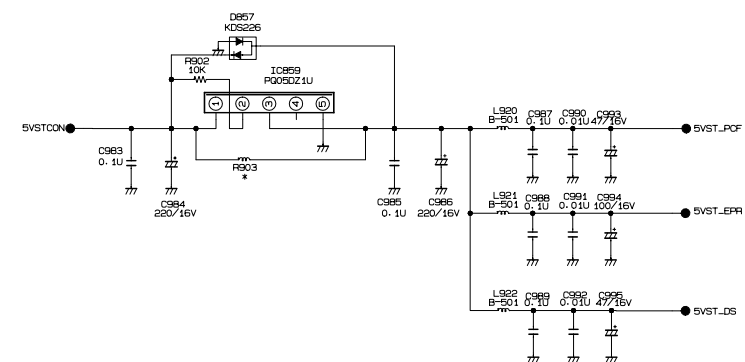 D857
KDS226
R902
10K
IC859
PQ05DZ1U
1 2 3 4 5
5VSTCON
C983
0.1U
C984
220/16V
R903
*
C985
0.1U
C986
220/16V
L920
B-501
C987
0.1U
C990
0.01U
C993
47/16V
5VST_PCF
L921
B-501
C988
0.1U
C991
0.01U
C994
100/16V
5VST_EPR
L922
B-501
C989
0.1U
C992
0.01U
C995
47/16V
5VST_DS